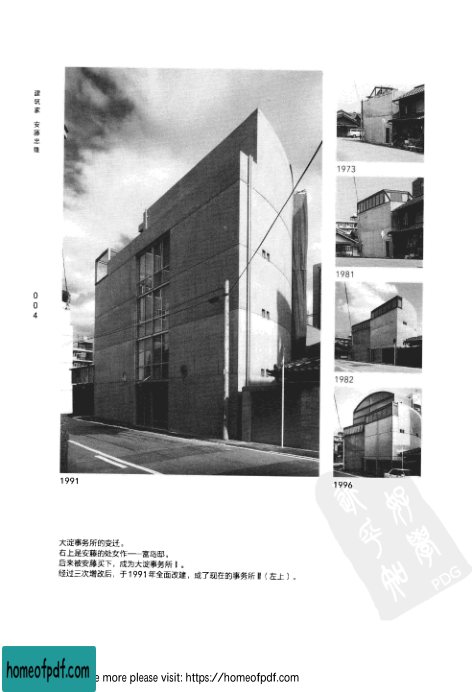 建筑家 安藤忠雄
004
1973
1981
1982
1991
1996
大淀事务所的变迁。
右上是安藤的处女作——富岛邸。
后来被安藤买下，成为大淀事务所Ⅰ。
经过三次增改后，于1991年全面改建，成了现在的事务所Ⅲ（左上）。
PDG
homeofpdf.com
e more please visit: https://homeofpdf.com